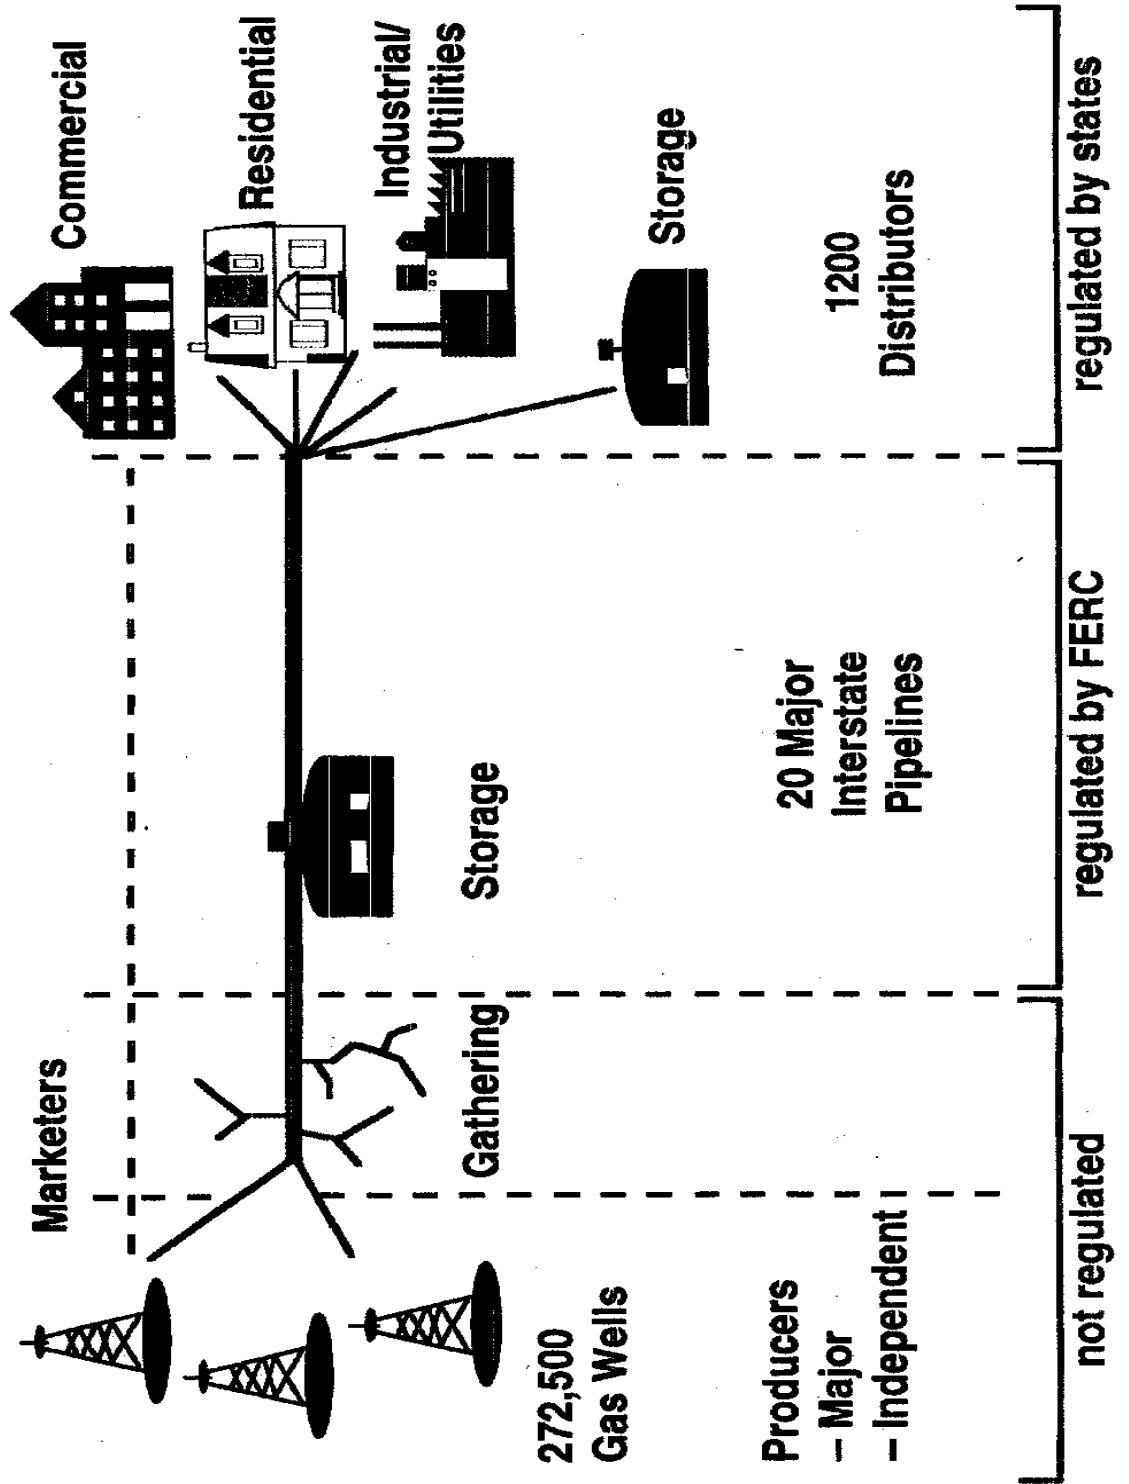 Marketers
Commercial
Residential
Industrial/
Utilities
Storage
Gathering
Storage
272,500
Gas Wells
Producers
– Major
– Independent
20 Major
Interstate
Pipelines
1200
Distributors
not regulated
regulated by FERC
regulated by states